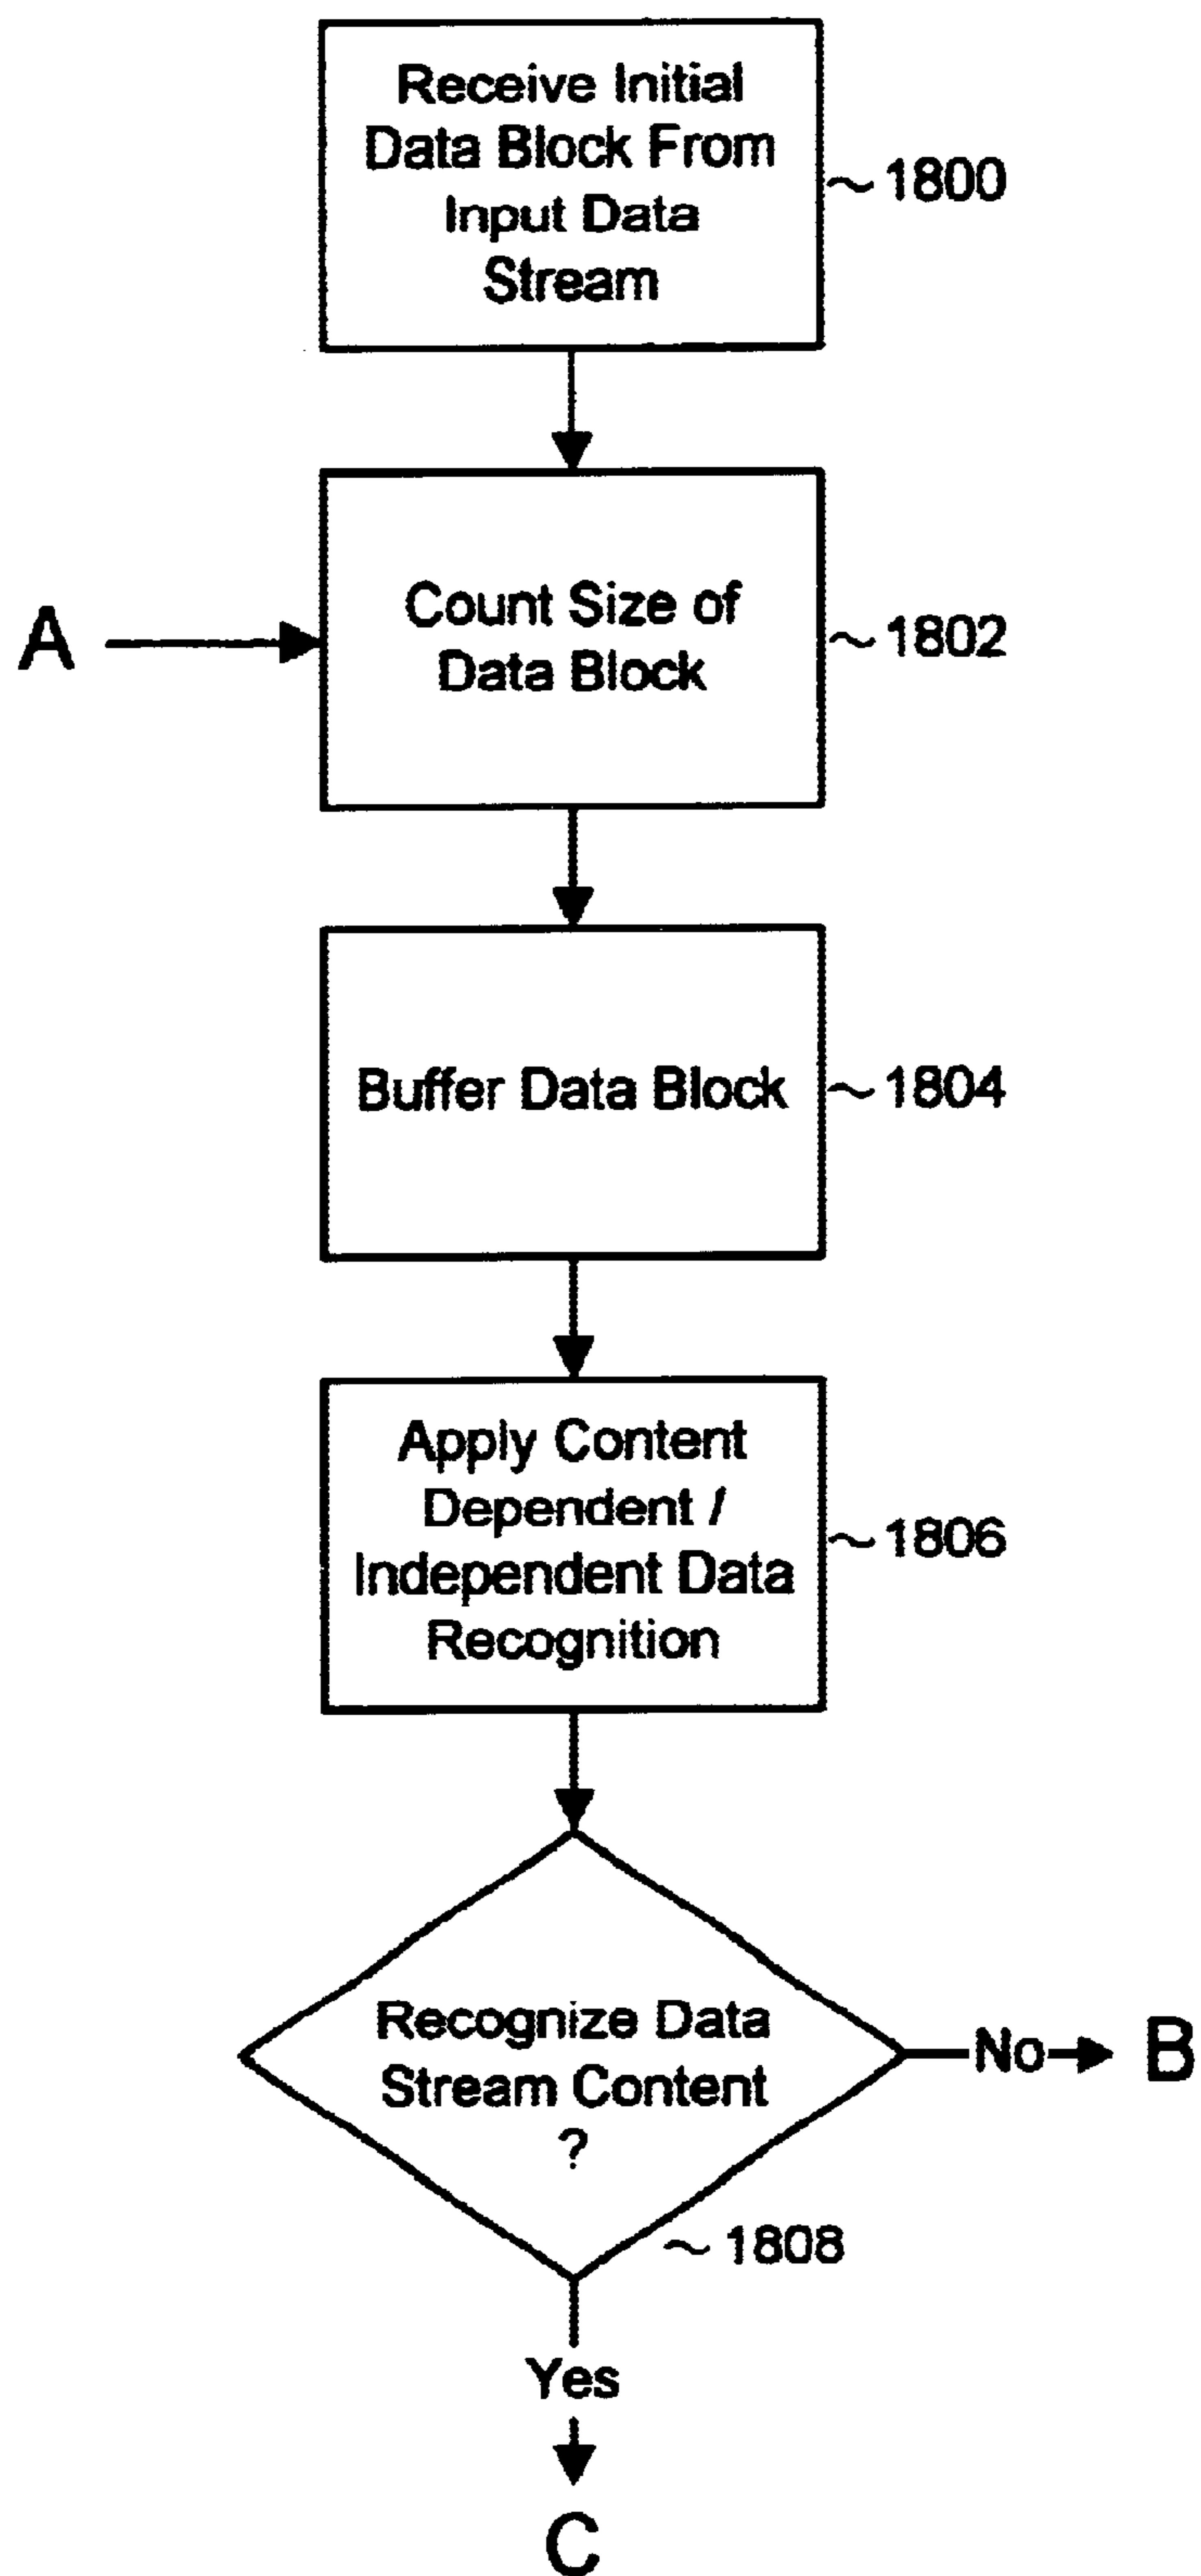 Receive Initial
Data Block From
Input Data
Stream
~1800
A
Count Size of
Data Block
~1802
Buffer Data Block
~1804
Apply Content
Dependent /
Independent Data
Recognition
~1806
Recognize Data
Stream Content
?
No
B
~ 1808
Yes
C